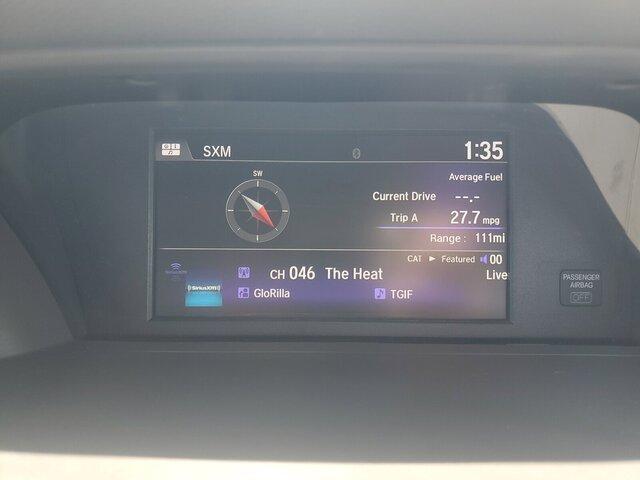 SXM
1:35
SW
Average Fuel
Current Drive --.-
Trip A 27.7 mpg
Range : 111mi
CAT ► Featured 00
CH 046 The Heat Live
SiriusXM
GloRilla TGIF
PASSENGER
AIRBAG
OFF